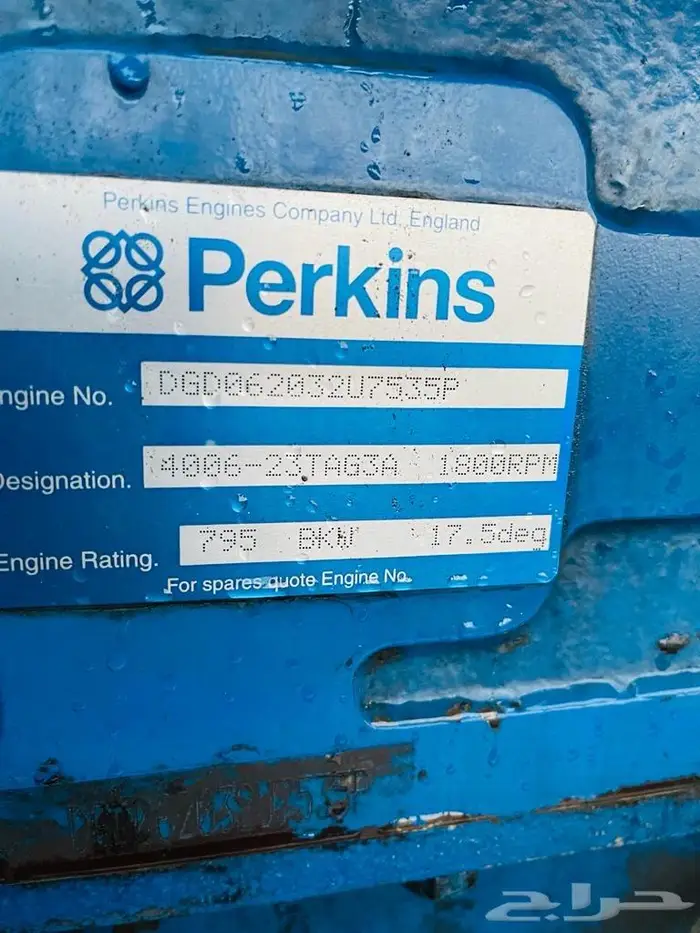 Perkins Engines Company Ltd, England
Perkins
ngine No. DGD062032U7535P
Designation. 4006-23TAG3A 1800RPM
Engine Rating. 795 BKW 17.5deg
For spares quote Engine No.
حراج